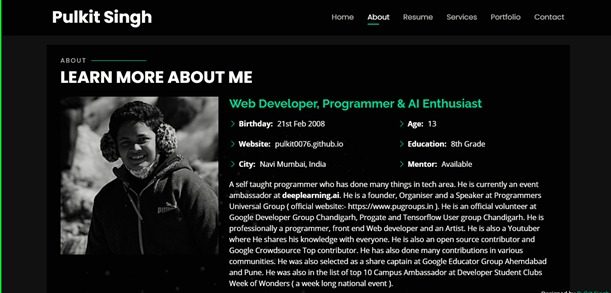 Pulkit Singh
Home About Resume Services Portfolio Contact
ABOUT
LEARN MORE ABOUT ME
Web Developer, Programmer & AI Enthusiast
Birthday: 21st Feb 2008
Age: 13
Website: pulkit0076.github.io
Education: 8th Grade
City: Navi Mumbai, India
Mentor: Available
A self taught programmer who has done many things in tech area. He is currently an event
ambassador at deeplearning.ai. He is a founder, Organiser and a Speaker at Programmers
Universal Group ( official website:- https://www.pugroups.in ). He is an official volunteer at
Google Developer Group Chandigarh, Progate and Tensorflow User group Chandigarh. He is
professionally a programmer, front end Web developer and an Artist. He is also a Youtuber
where He shares his knowledge with everyone. He is also an open source contributor and
Google Crowdsource Top contributor. He has also done many contributions in various
communities. He was also selected as a share captain at Google Educator Group Ahemdabad
and Pune. He was also in the list of top 10 Campus Ambassador at Developer Student Clubs
Week of Wonders ( a week long national event ).